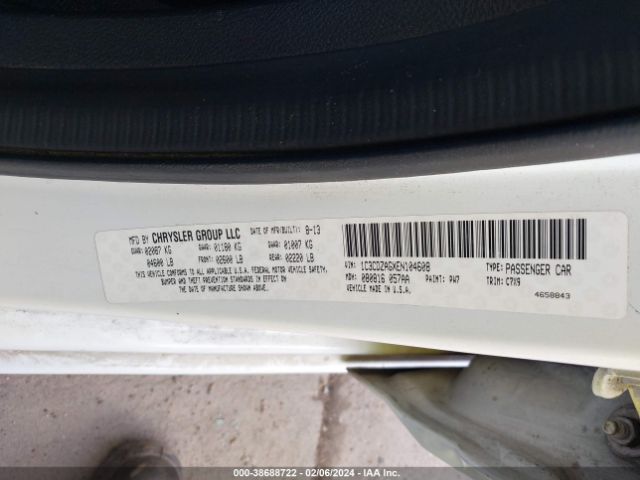 MFD BY CHRYSLER GROUP LLC DATE OF MFR(BUILT): 8-13
GVWR: 02087 KG GAWR: 01180 KG GAWR: 01007 KG
04600 LB FRONT: 02600 LB REAR: 02220 LB
THIS VEHICLE CONFORMS TO ALL APPLICABLE U.S.A. FEDERAL MOTOR VEHICLE SAFETY,
BUMPER AND THEFT PREVENTION STANDARDS IN EFFECT ON
THE DATE OF MANUFACTURE SHOWN ABOVE.
VIN: 1C3CDZAGXEN104608 TYPE: PASSENGER CAR
MDH: 080816 057AA PAINT: PW7 TRIM: C7X9
VEHICLE MADE IN U.S.A.
4658843
000-38688722 — 02/06/2024 — IAA Inc.